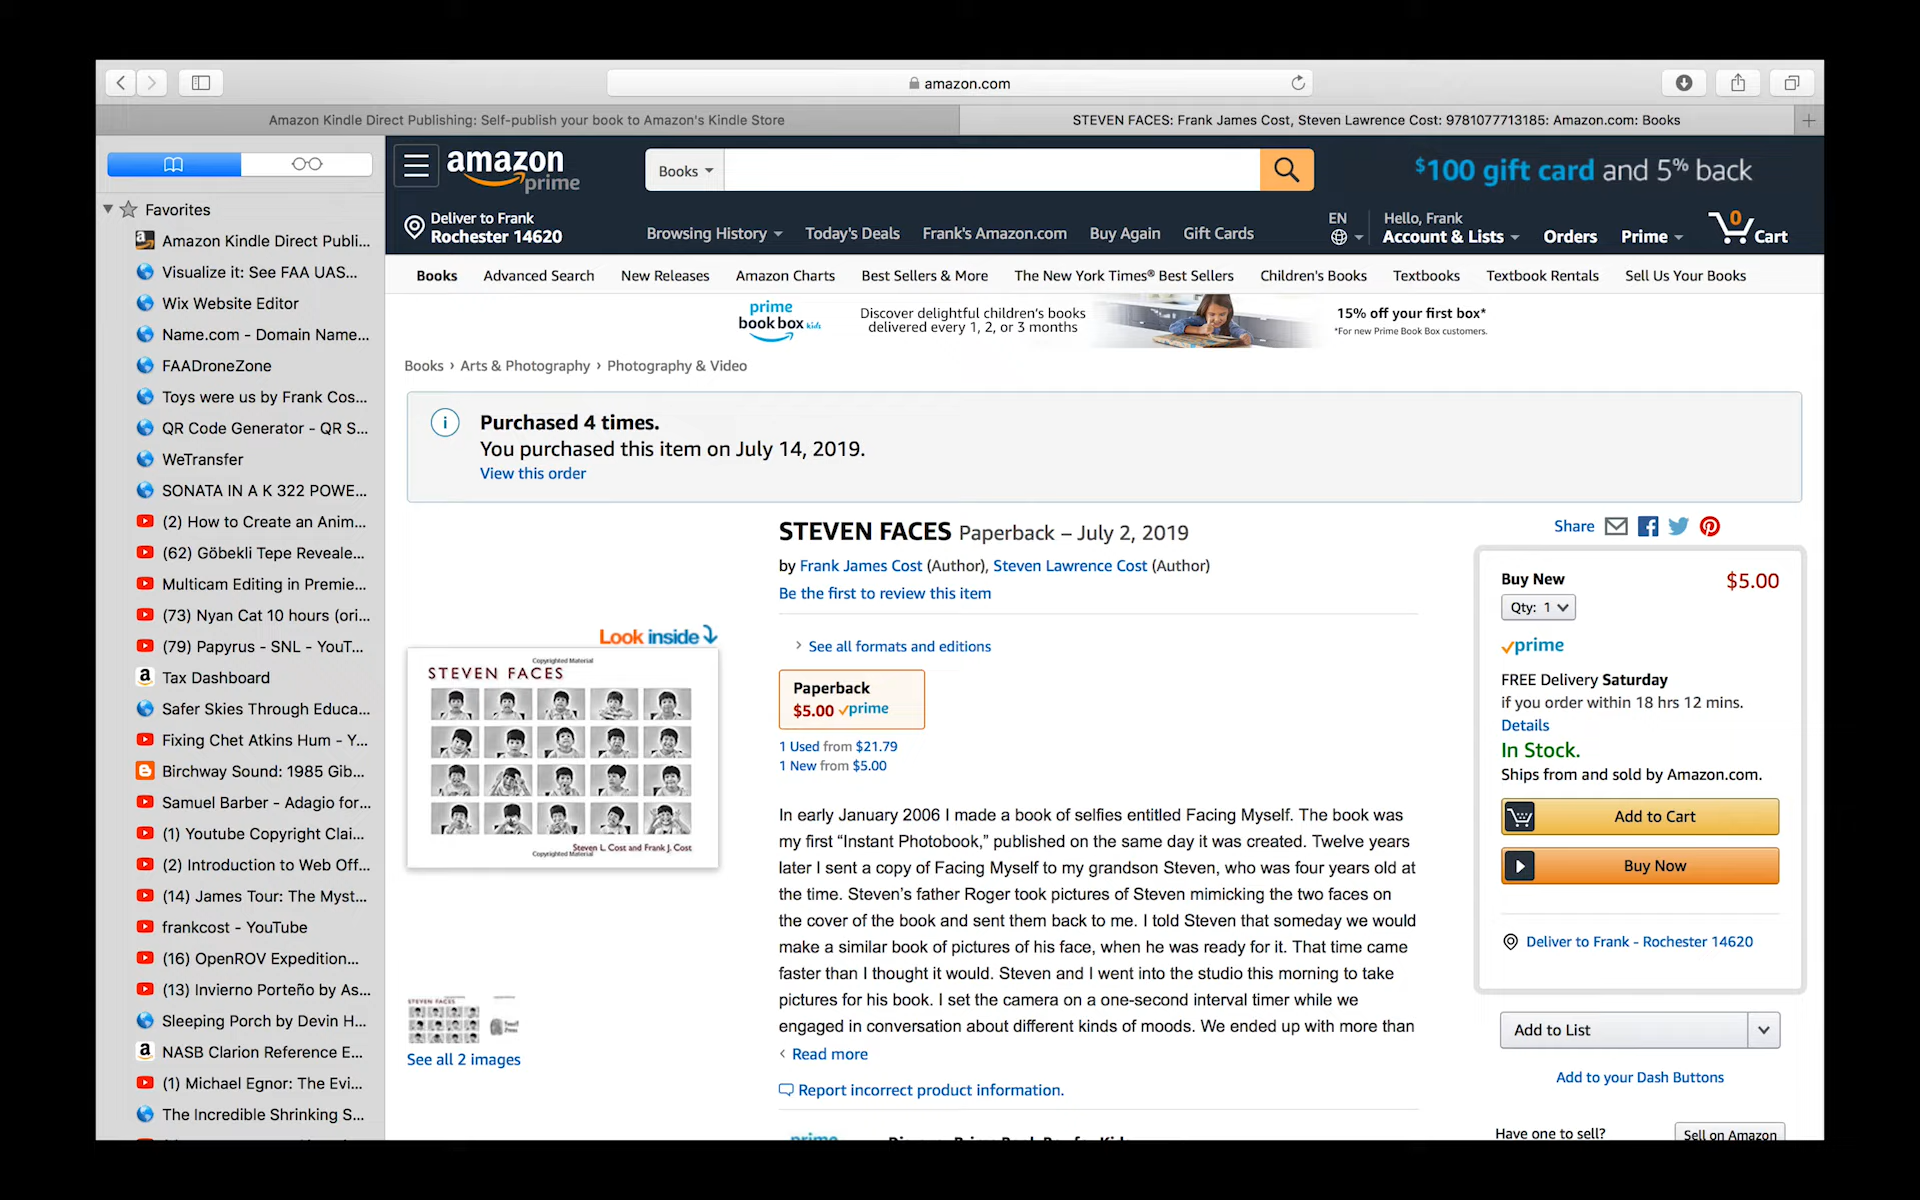 amazon.com
Amazon Kindle Direct Publishing: Self-publish your book to Amazon's Kindle Store
STEVEN FACES: Frank James Cost, Steven Lawrence Cost: 9781077713185: Amazon.com: Books
Favorites
Amazon Kindle Direct Publi...
Visualize it: See FAA UAS...
Wix Website Editor
Name.com - Domain Name...
FAADroneZone
Toys were us by Frank Cos...
QR Code Generator - QR S...
WeTransfer
SONATA IN A K 322 POWE...
(2) How to Create an Anim...
(62) Göbekli Tepe Reveale...
Multicam Editing in Premie...
(73) Nyan Cat 10 hours (ori...
(79) Papyrus - SNL - YouT...
Tax Dashboard
Safer Skies Through Educa...
Fixing Chet Atkins Hum - Y...
Birchway Sound: 1985 Gib...
Samuel Barber - Adagio for...
(1) Youtube Copyright Clai...
(2) Introduction to Web Off...
(14) James Tour: The Myst...
frankcost - YouTube
(16) OpenROV Expedition...
(13) Invierno Porteño by As...
Sleeping Porch by Devin H...
NASB Clarion Reference E...
(1) Michael Egnor: The Evi...
The Incredible Shrinking S...
amazon prime
Books
$100 gift card and 5% back
Deliver to Frank
Rochester 14620
Browsing History
Today's Deals
Frank's Amazon.com
Buy Again
Gift Cards
EN
Hello, Frank
Account & Lists
Orders
Prime
0
Cart
Books
Advanced Search
New Releases
Amazon Charts
Best Sellers & More
The New York Times® Best Sellers
Children's Books
Textbooks
Textbook Rentals
Sell Us Your Books
prime
book box kids
Discover delightful children's books
delivered every 1, 2, or 3 months
15% off your first box*
*For new Prime Book Box customers.
Books › Arts & Photography › Photography & Video
Purchased 4 times.
You purchased this item on July 14, 2019.
View this order
Look inside
Copyrighted Material
STEVEN FACES
Steven L. Cost and Frank J. Cost
Copyrighted Material
STEVEN FACES
See all 2 images
STEVEN FACES Paperback – July 2, 2019
by Frank James Cost (Author), Steven Lawrence Cost (Author)
Be the first to review this item
See all formats and editions
Paperback
$5.00 prime
1 Used from $21.79
1 New from $5.00
In early January 2006 I made a book of selfies entitled Facing Myself. The book was
my first “Instant Photobook,” published on the same day it was created. Twelve years
later I sent a copy of Facing Myself to my grandson Steven, who was four years old at
the time. Steven’s father Roger took pictures of Steven mimicking the two faces on
the cover of the book and sent them back to me. I told Steven that someday we would
make a similar book of pictures of his face, when he was ready for it. That time came
faster than I thought it would. Steven and I went into the studio this morning to take
pictures for his book. I set the camera on a one-second interval timer while we
engaged in conversation about different kinds of moods. We ended up with more than
Read more
Report incorrect product information.
prime
Share
Buy New
$5.00
Qty: 1
prime
FREE Delivery Saturday
if you order within 18 hrs 12 mins.
Details
In Stock.
Ships from and sold by Amazon.com.
Add to Cart
Buy Now
Deliver to Frank - Rochester 14620
Add to List
Add to your Dash Buttons
Have one to sell?
Sell on Amazon